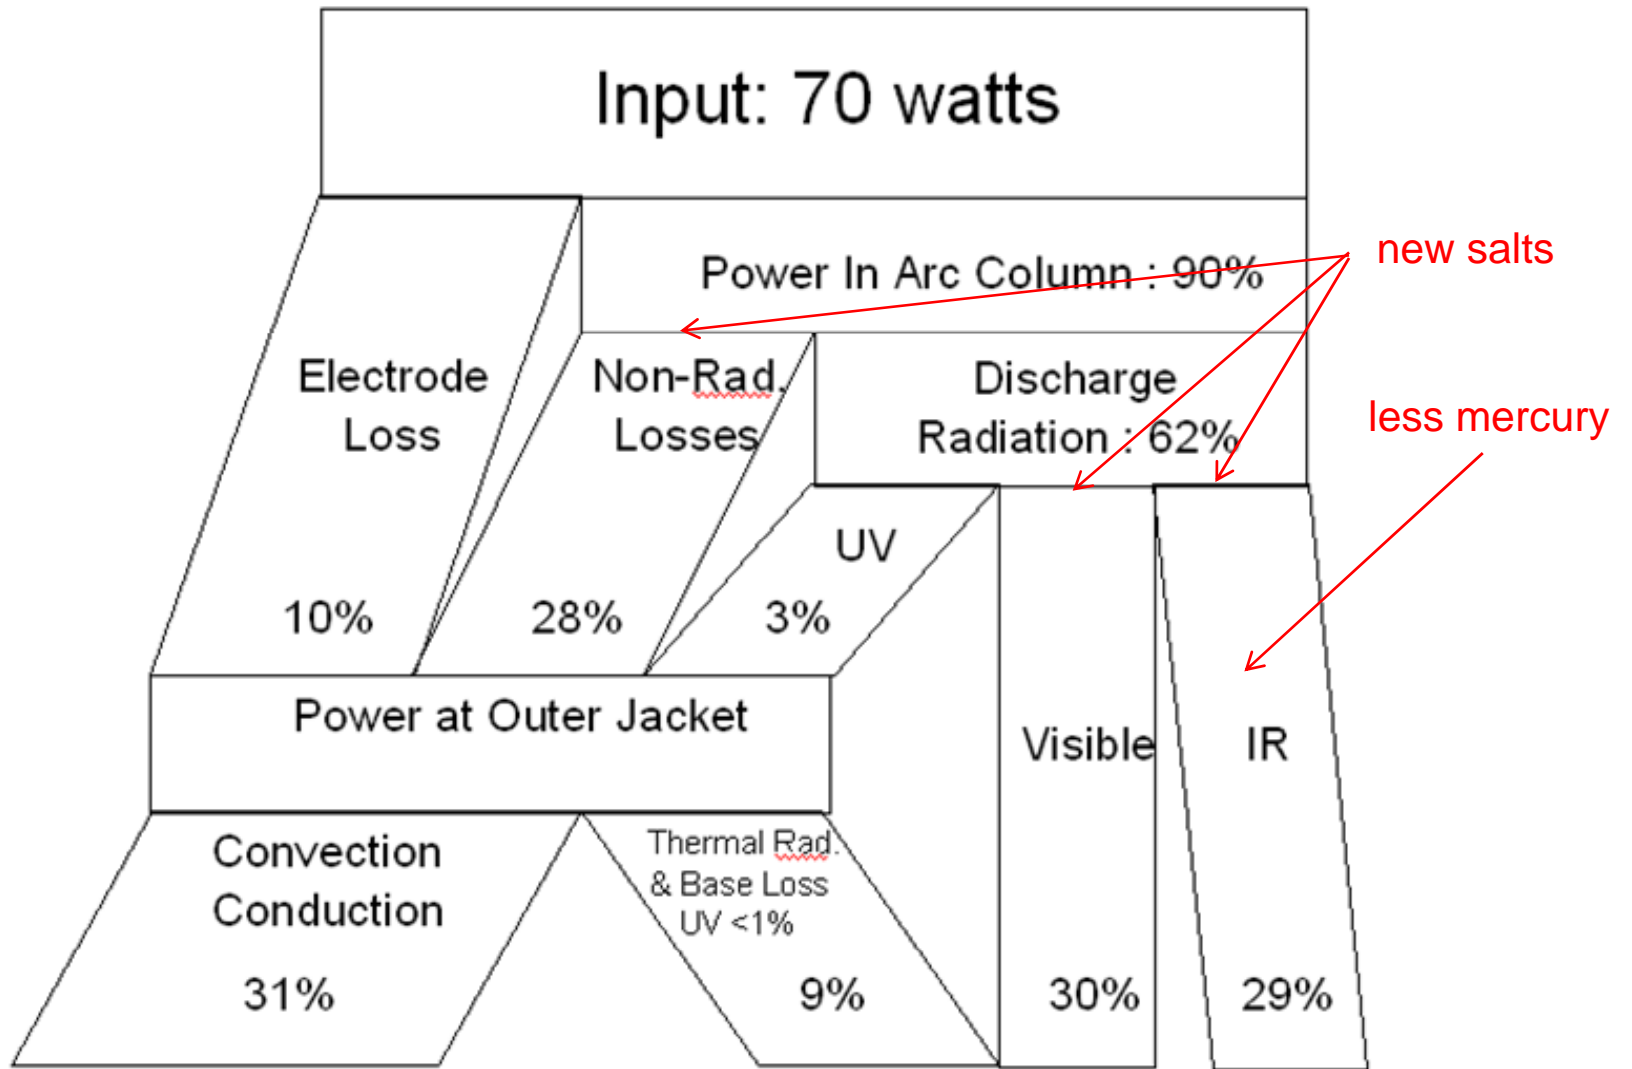 Input: 70 watts
Power In Arc Column : 90%
new salts
Electrode
Loss
10%
Non-Rad.
Losses
28%
Discharge
Radiation : 62%
less mercury
UV
3%
Power at Outer Jacket
Visible
IR
Convection
Conduction
31%
Thermal Rad.
& Base Loss
UV <1%
9%
30%
29%